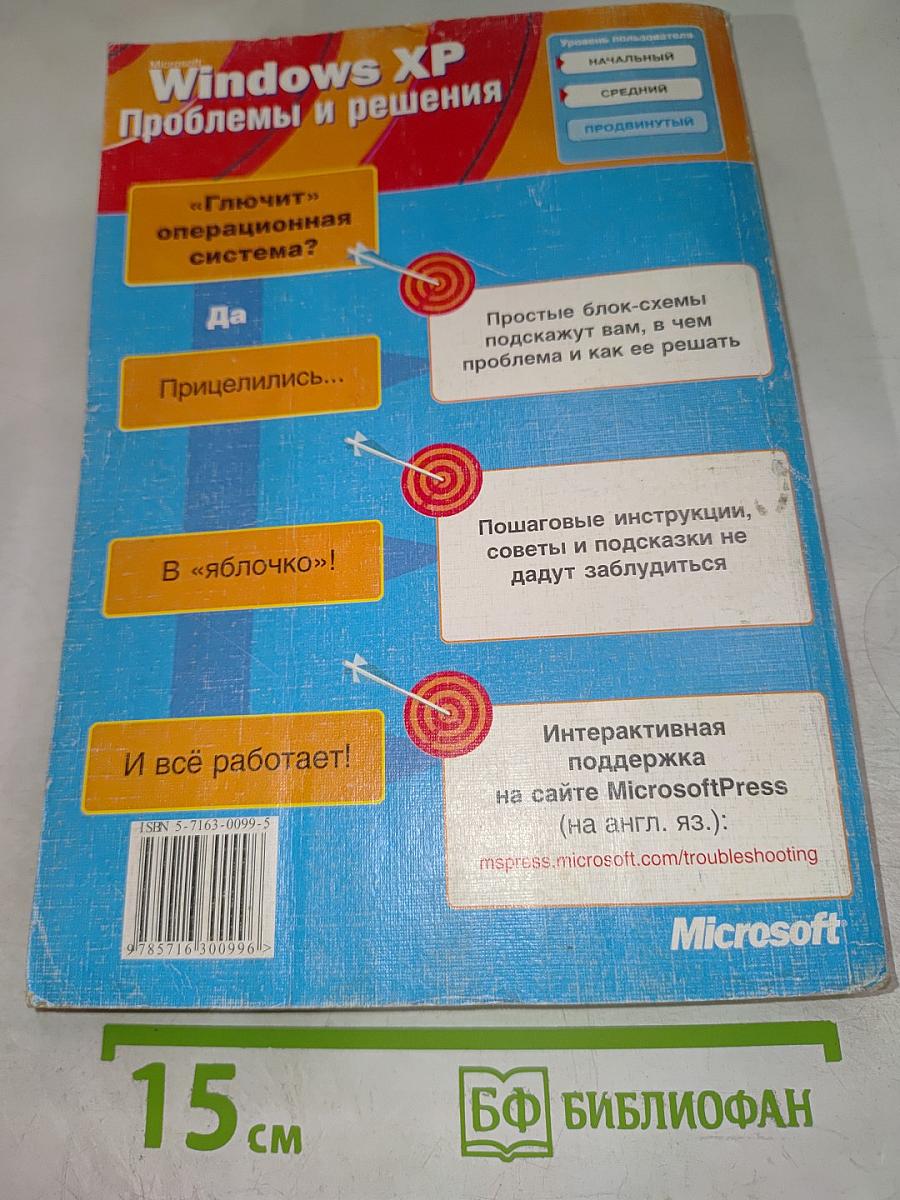 Microsoft
Windows XP
Проблемы и решения
Уровень пользователя
НАЧАЛЬНЫЙ
СРЕДНИЙ
ПРОДВИНУТЫЙ
«Глючит»
операционная
система?
Да
Простые блок-схемы
подскажут вам, в чем
проблема и как ее решать
Прицелились...
Пошаговые инструкции,
советы и подсказки не
дадут заблудиться
В «яблочко»!
Интерактивная
поддержка
на сайте MicrosoftPress
(на англ. яз.):
mspress.microsoft.com/troubleshooting
И всё работает!
ISBN 5-7163-0099-5
9 785716 300996 >
Microsoft
15 см
БФ БИБЛИОФАН